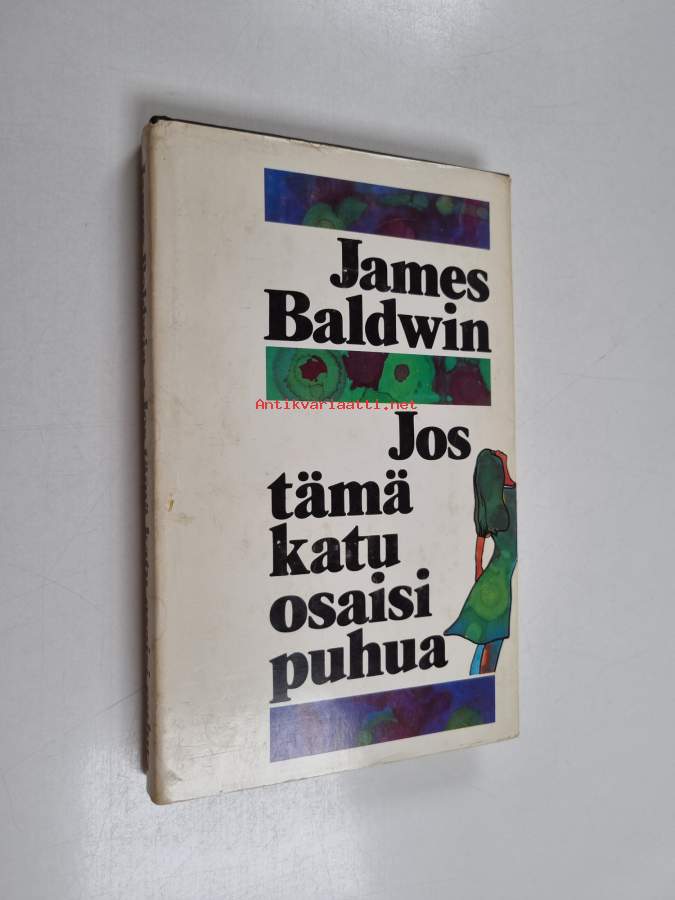 James
Baldwin
Antikvariaatti.net
Jos
tämä
katu
osaisi
puhua